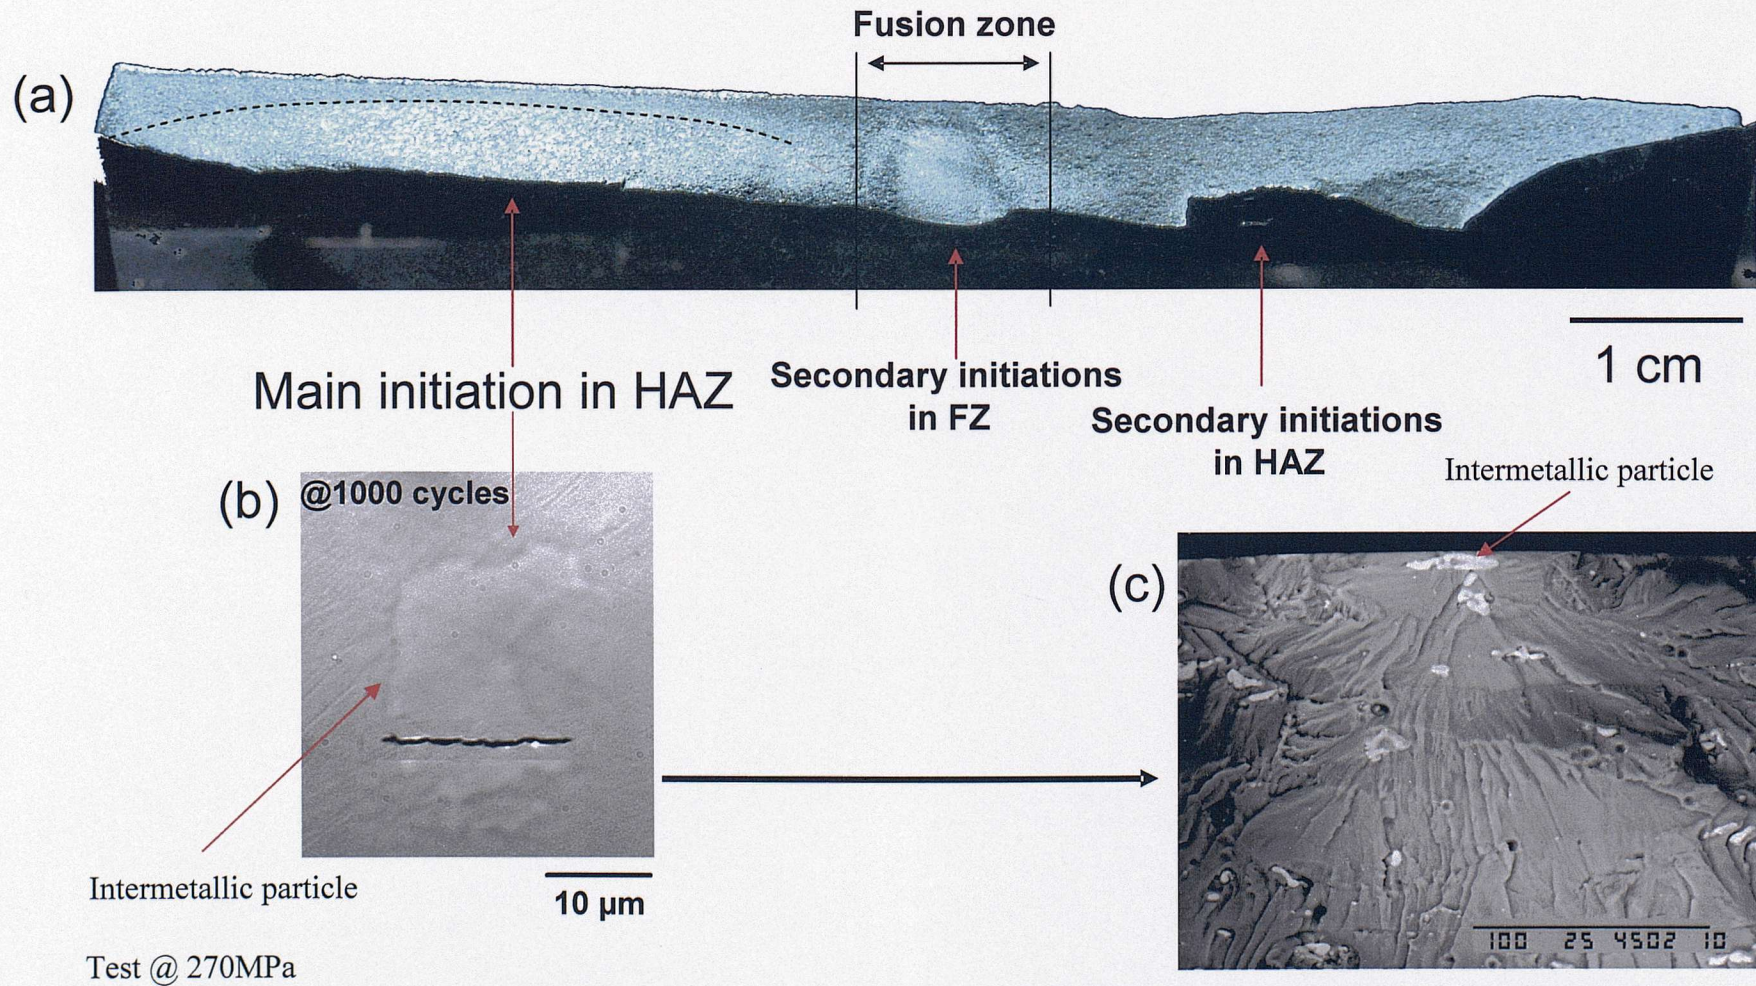 Fusion zone
(a)
1 cm
Main initiation in HAZ
Secondary initiations
in FZ
Secondary initiations
in HAZ
Intermetallic particle
(b)
@1000 cycles
(c)
Intermetallic particle
10 µm
100 25 4502 10
Test @ 270MPa